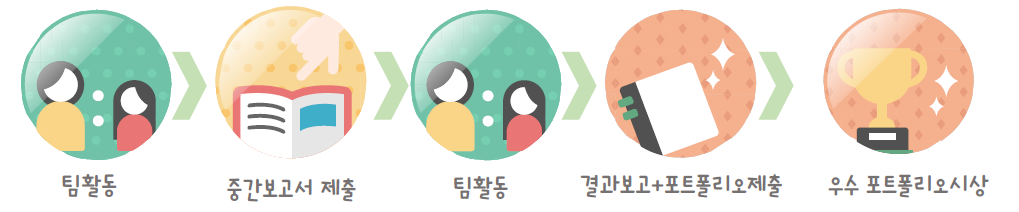 팀활동
중간보고서 제출
팀활동
결과보고+포트폴리오제출
우수 포트폴리오시상